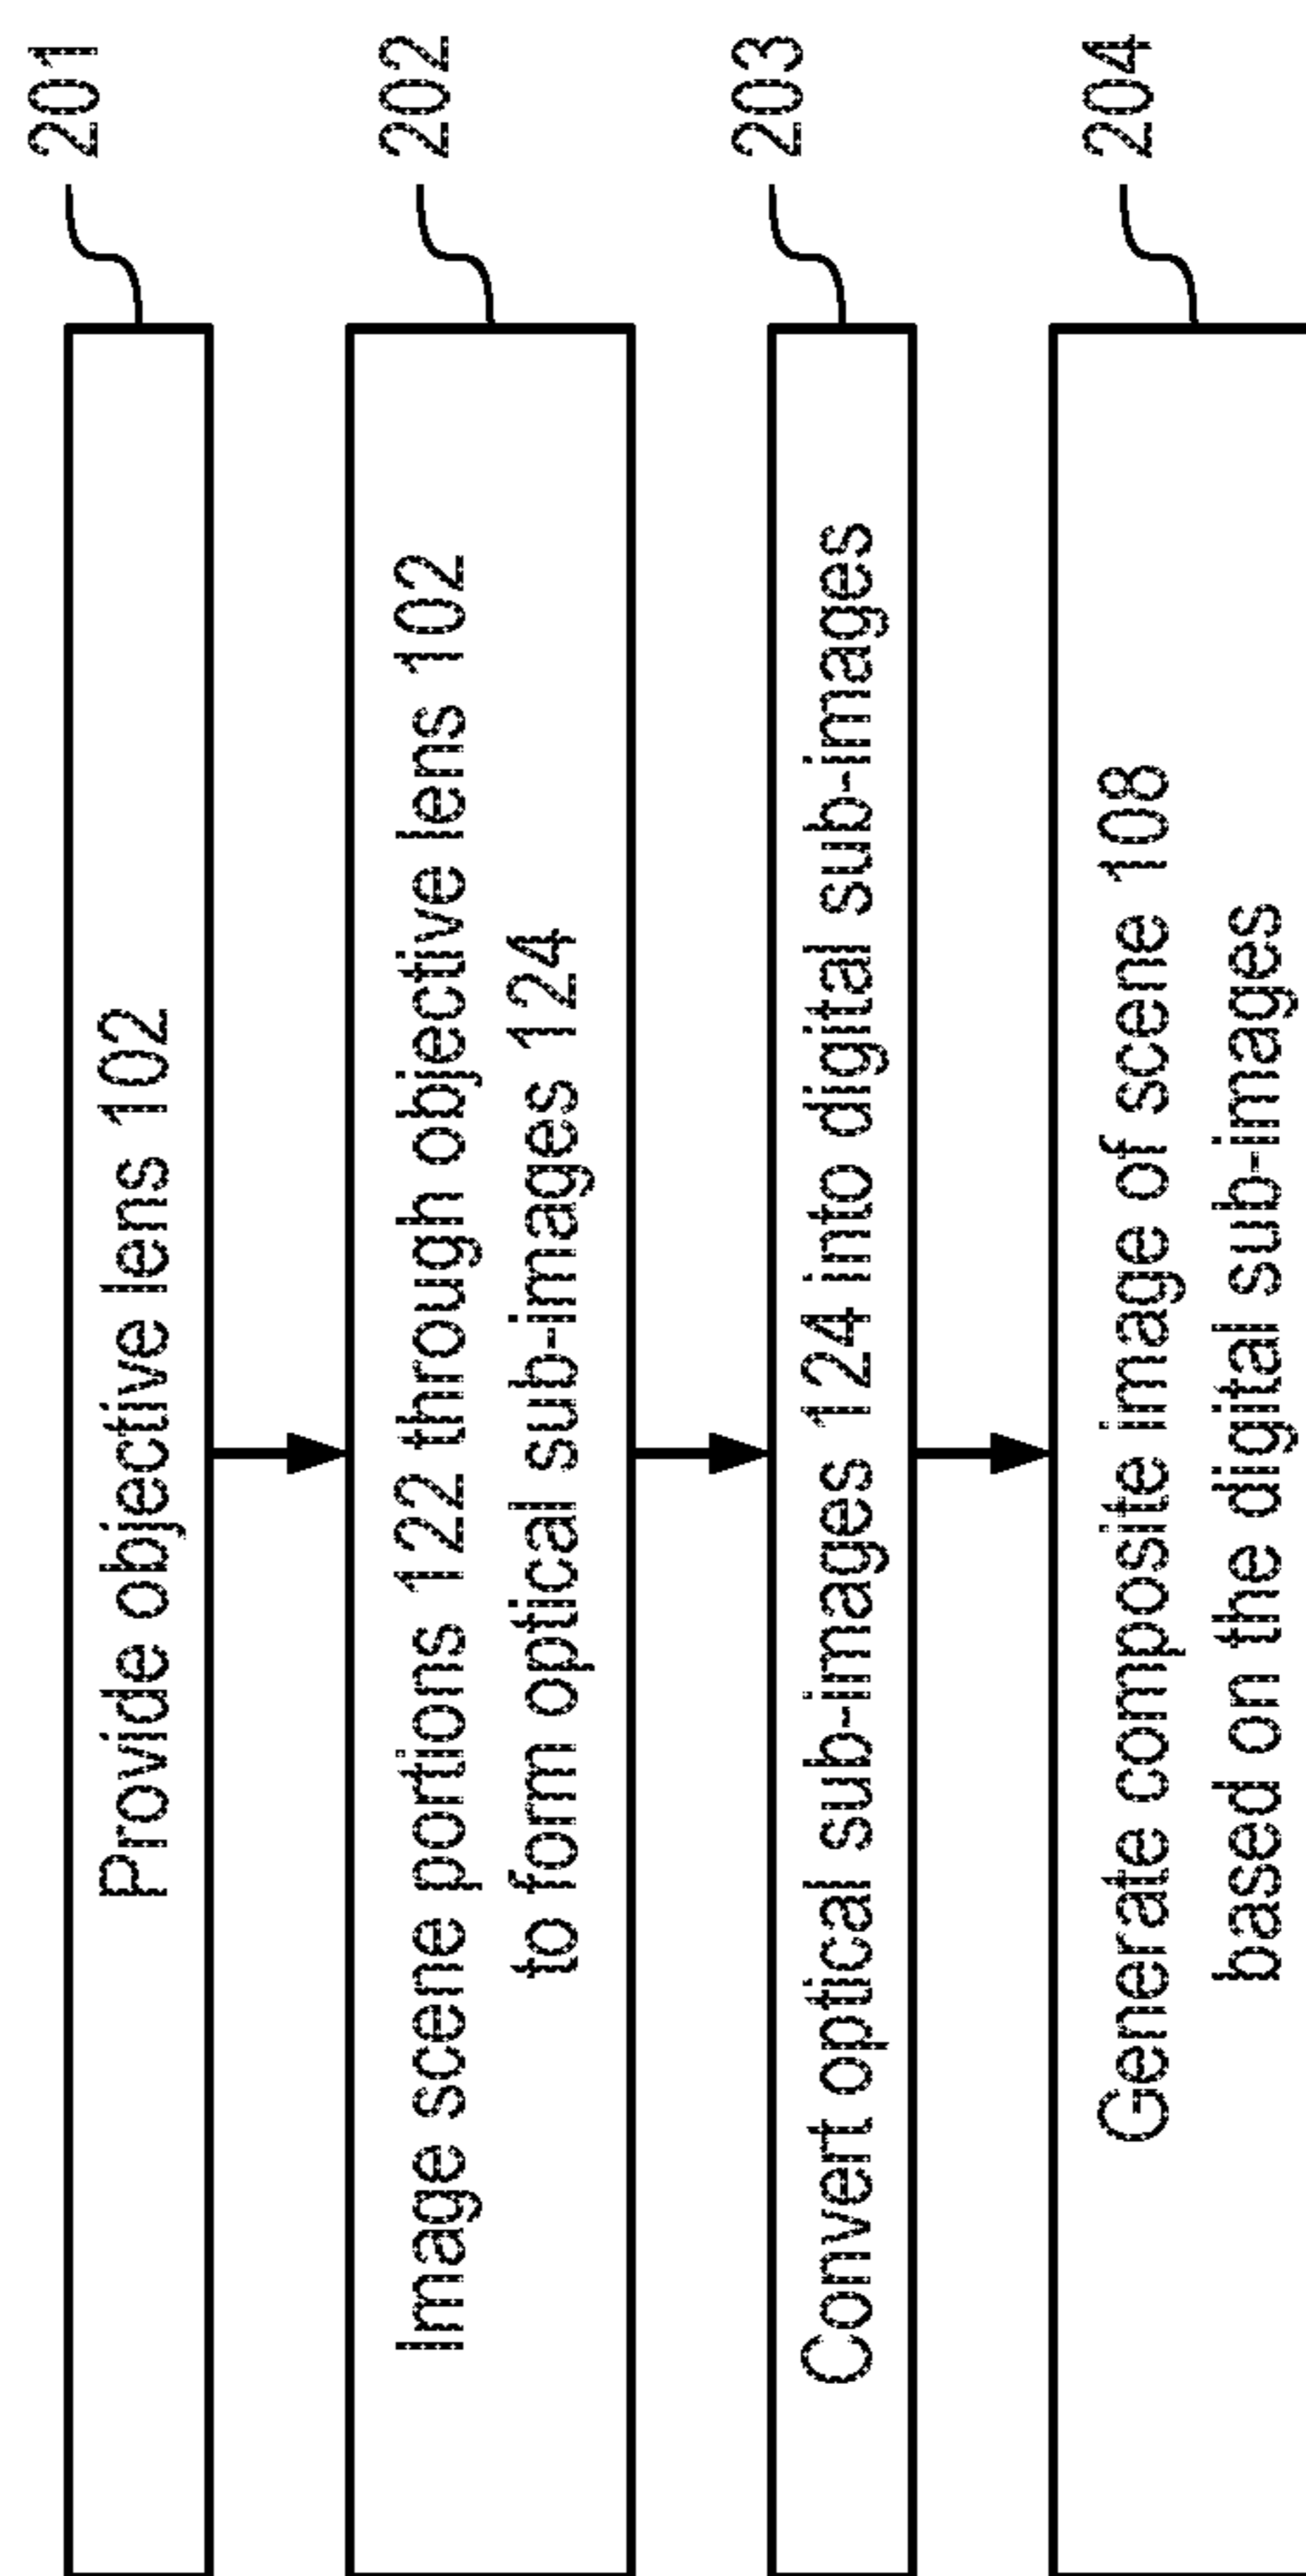 201
Provide objective lens 102
202
Image scene portions 122 through objective lens 102
to form optical sub-images 124
203
Convert optical sub-images 124 into digital sub-images
204
Generate composite image of scene 108
based on the digital sub-images